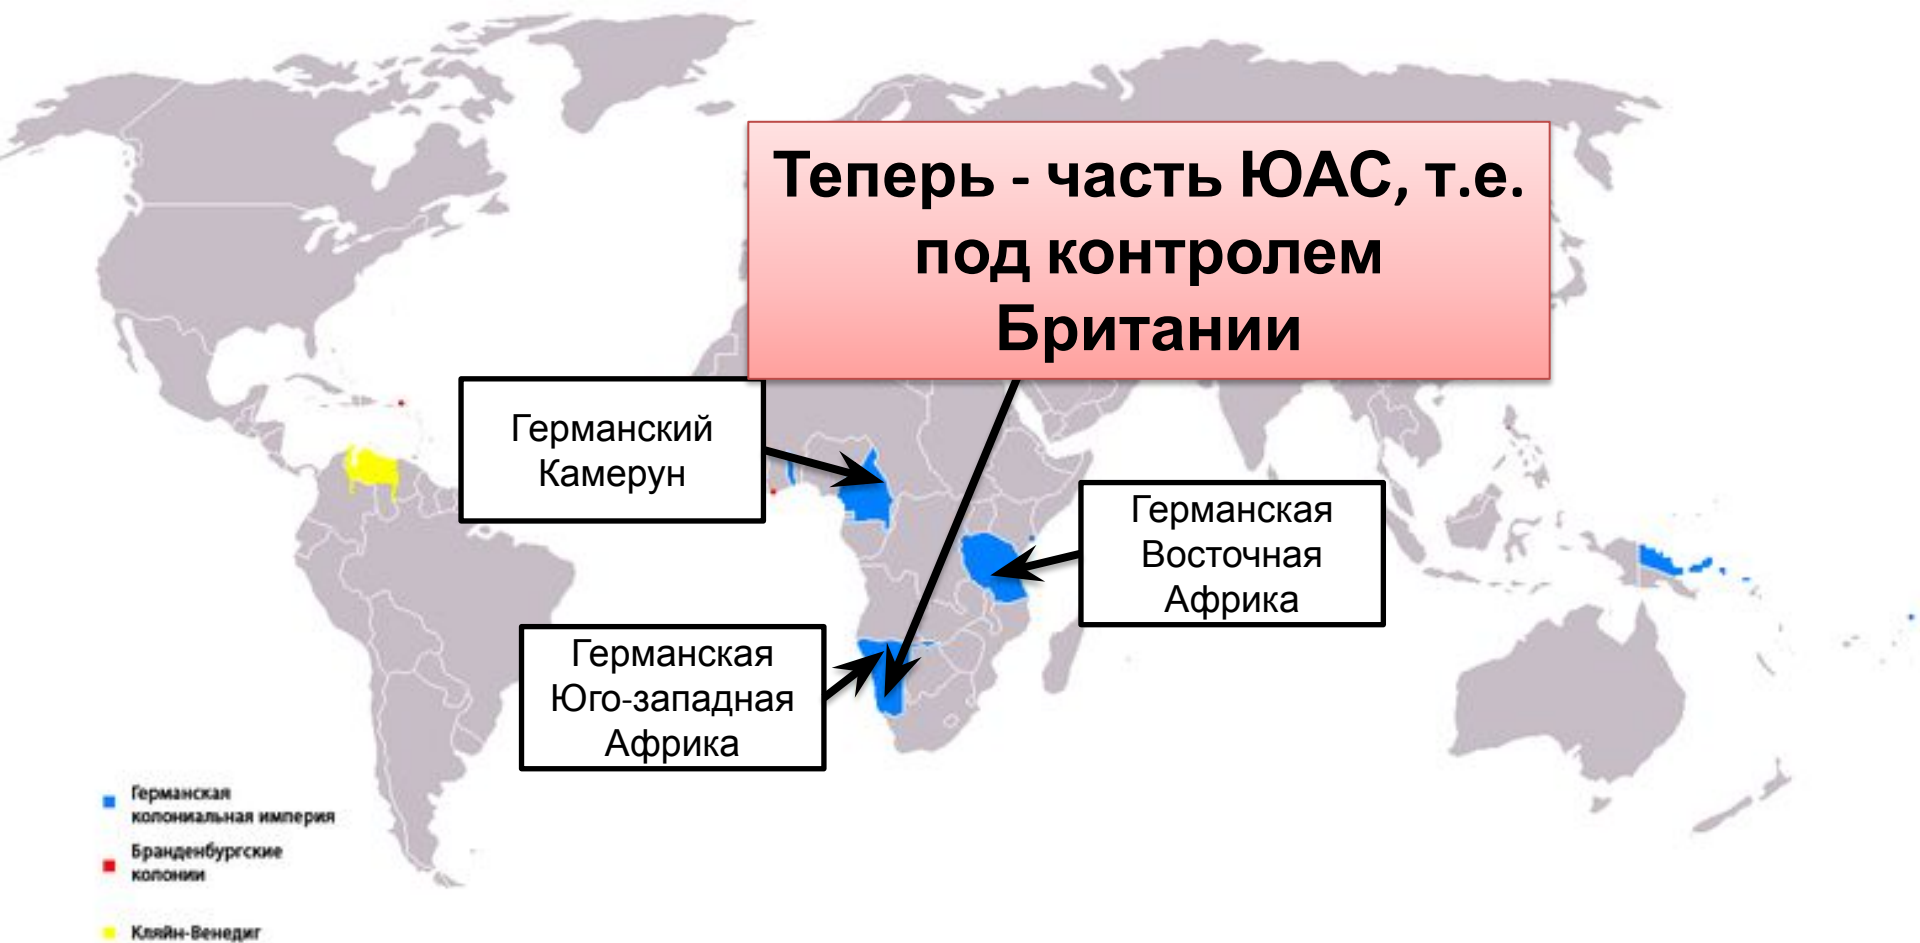 Теперь - часть ЮАС, т.е.
под контролем
Британии
Германский
Камерун
Германская
Восточная
Африка
Германская
Юго-западная
Африка
Германская
колониальная империя
Бранденбургские
колонии
Кляйн-Венедиг